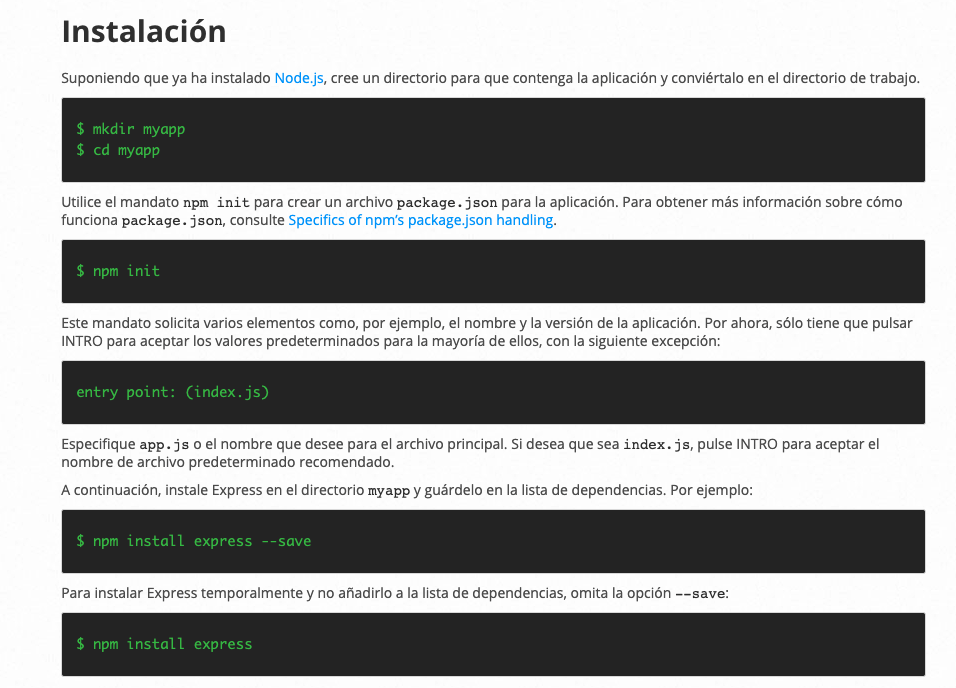 Instalación
Suponiendo que ya ha instalado Node.js, cree un directorio para que contenga la aplicación y conviértalo en el directorio de trabajo.
$ mkdir myapp
$ cd myapp
Utilice el mandato npm init para crear un archivo package.json para la aplicación. Para obtener más información sobre cómo
funciona package.json, consulte Specifics of npm’s package.json handling.
$ npm init
Este mandato solicita varios elementos como, por ejemplo, el nombre y la versión de la aplicación. Por ahora, sólo tiene que pulsar
INTRO para aceptar los valores predeterminados para la mayoría de ellos, con la siguiente excepción:
entry point: (index.js)
Especifique app.js o el nombre que desee para el archivo principal. Si desea que sea index.js, pulse INTRO para aceptar el
nombre de archivo predeterminado recomendado.
A continuación, instale Express en el directorio myapp y guárdelo en la lista de dependencias. Por ejemplo:
$ npm install express --save
Para instalar Express temporalmente y no añadirlo a la lista de dependencias, omita la opción --save:
$ npm install express